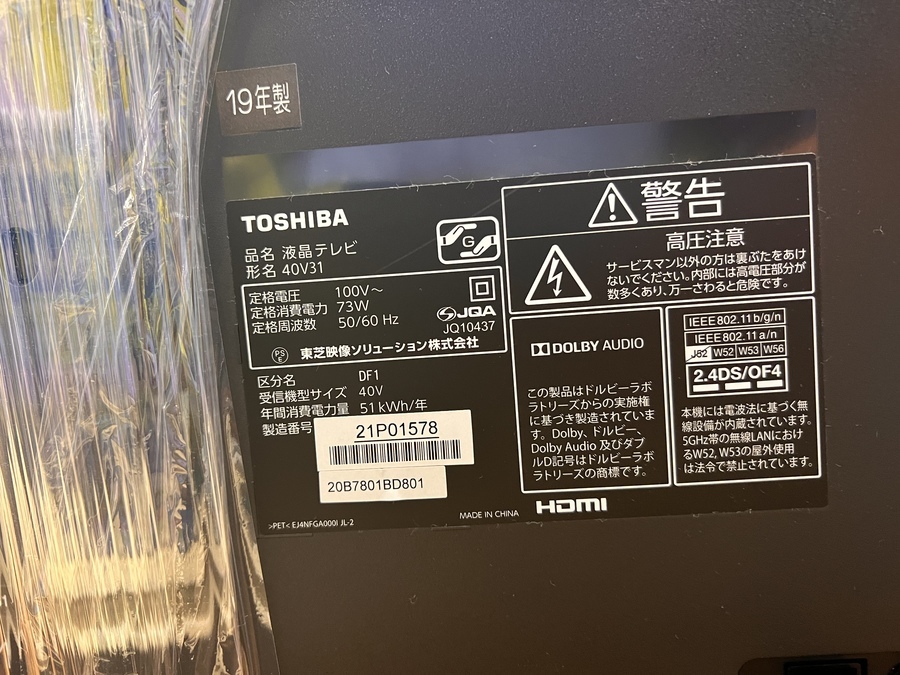 19年製
TOSHIBA
品名 液晶テレビ
形名 40V31
G
定格電圧 100V～
定格消費電力 73W
定格周波数 50/60 Hz
JQA
JQ10437
PS
E
東芝映像ソリューション株式会社
区分名 DF1
受信機型サイズ 40V
年間消費電力量 51kWh/年
製造番号
21P01578
20B7801BD801
>PET< EJ4NFGA000I JL-2
MADE IN CHINA
警告
高圧注意
サービスマン以外の方は裏ぶたをあけ
ないでください。内部には高電圧部分が
数多くあり、万一さわると危険です。
DOLBY AUDIO
この製品はドルビーラボ
ラトリーズからの実施権
に基づき製造されていま
す。Dolby、ドルビー、
Dolby Audio 及びダブ
ルD記号はドルビーラボ
ラトリーズの商標です。
HDMI
IEEE802.11b/g/n
IEEE802.11a/n
J52 W52 W53 W56
2.4DS/OF4
本機には電波法に基づく無
線設備が内蔵されています。
5GHz帯の無線LANにおけ
るW52, W53の屋外使用
は法令で禁止されています。